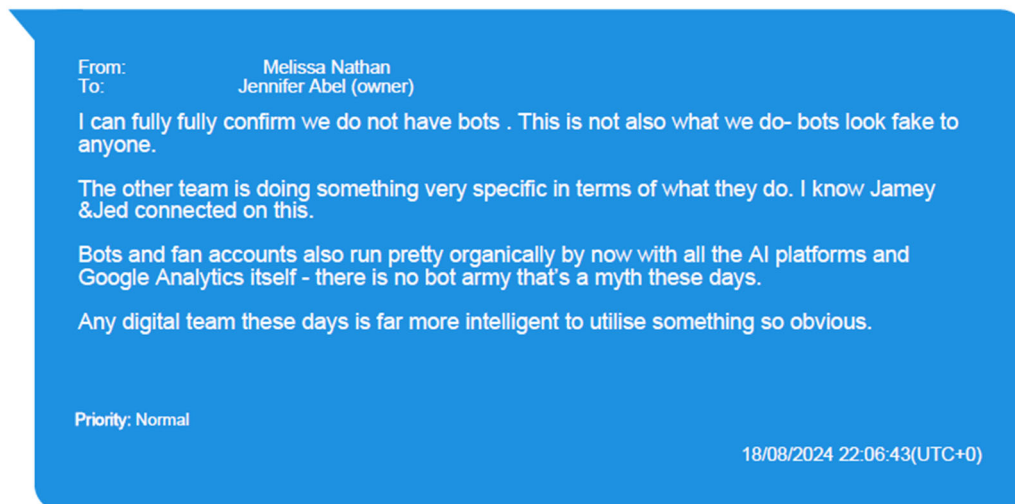 From: Melissa Nathan
To: Jennifer Abel (owner)
I can fully fully confirm we do not have bots . This is not also what we do- bots look fake to
anyone.
The other team is doing something very specific in terms of what they do. I know Jamey
&Jed connected on this.
Bots and fan accounts also run pretty organically by now with all the AI platforms and
Google Analytics itself - there is no bot army that's a myth these days.
Any digital team these days is far more intelligent to utilise something so obvious.
Priority: Normal
18/08/2024 22:06:43(UTC+0)